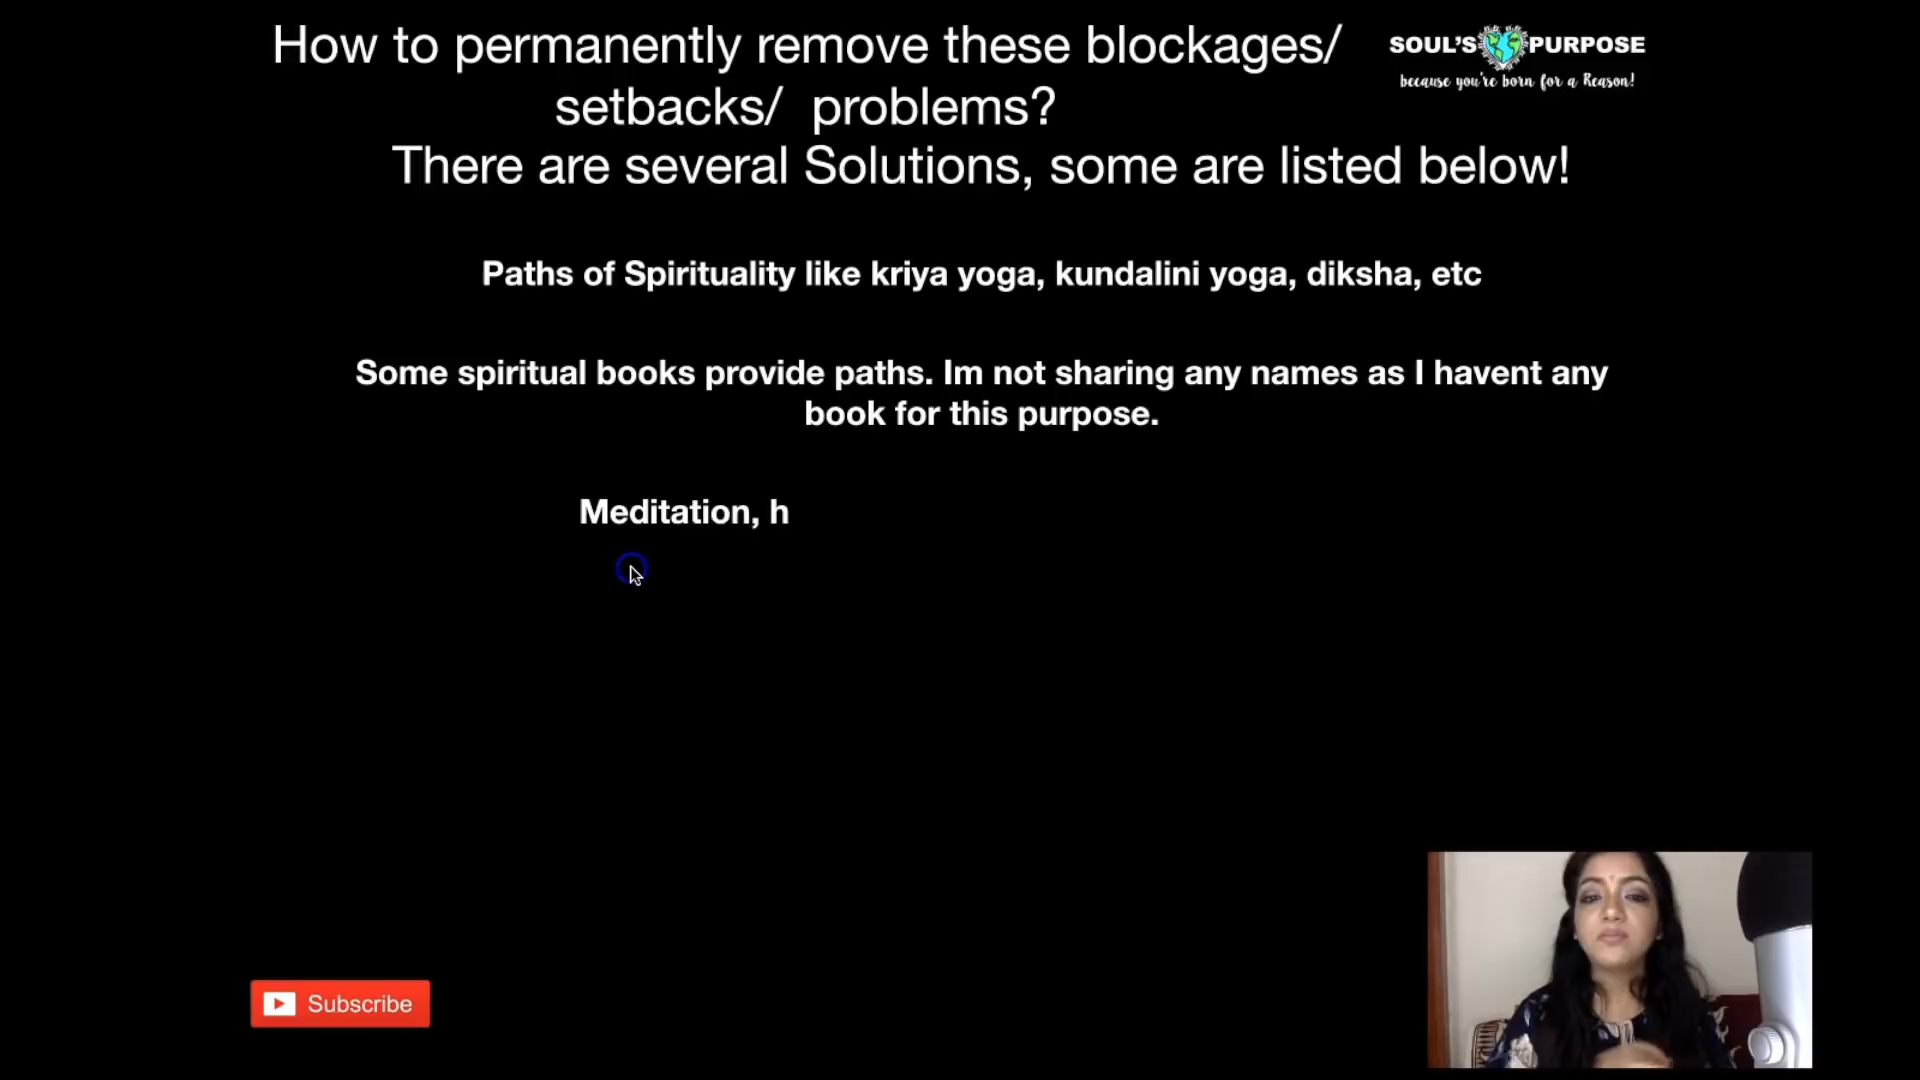 How to permanently remove these blockages/
setbacks/ problems?
There are several Solutions, some are listed below!
SOUL'S PURPOSE
because you're born for a Reason!
Paths of Spirituality like kriya yoga, kundalini yoga, diksha, etc
Some spiritual books provide paths. Im not sharing any names as I havent any
book for this purpose.
Meditation, h
Subscribe